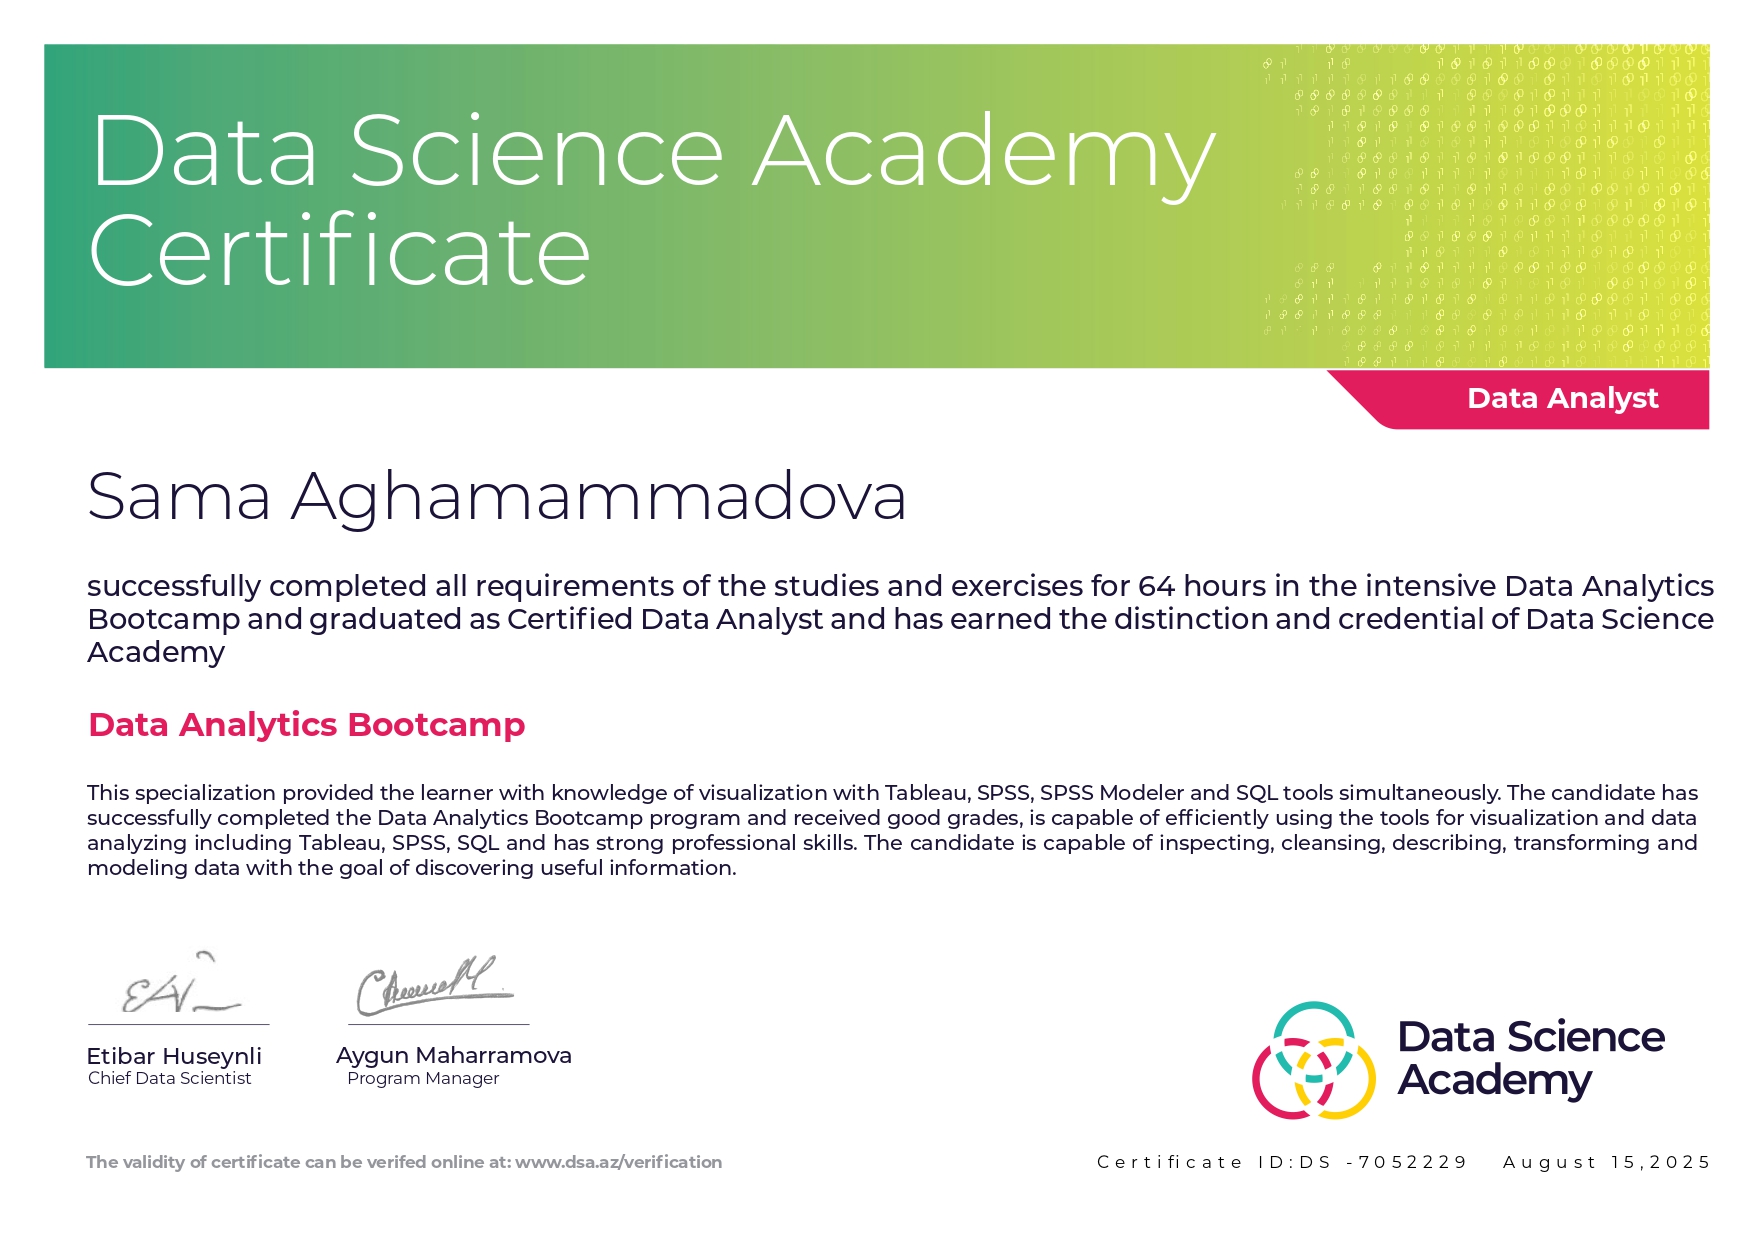 Data Science Academy
Certificate
Data Analyst
Sama Aghamammadova
successfully completed all requirements of the studies and exercises for 64 hours in the intensive Data Analytics
Bootcamp and graduated as Certified Data Analyst and has earned the distinction and credential of Data Science
Academy
Data Analytics Bootcamp
This specialization provided the learner with knowledge of visualization with Tableau, SPSS, SPSS Modeler and SQL tools simultaneously. The candidate has
successfully completed the Data Analytics Bootcamp program and received good grades, is capable of efficiently using the tools for visualization and data
analyzing including Tableau, SPSS, SQL and has strong professional skills. The candidate is capable of inspecting, cleansing, describing, transforming and
modeling data with the goal of discovering useful information.
Etibar Huseynli
Chief Data Scientist
Aygun Maharramova
Program Manager
Data Science
Academy
The validity of certificate can be verifed online at: www.dsa.az/verification
Certificate ID:DS -7052229 August 15,2025